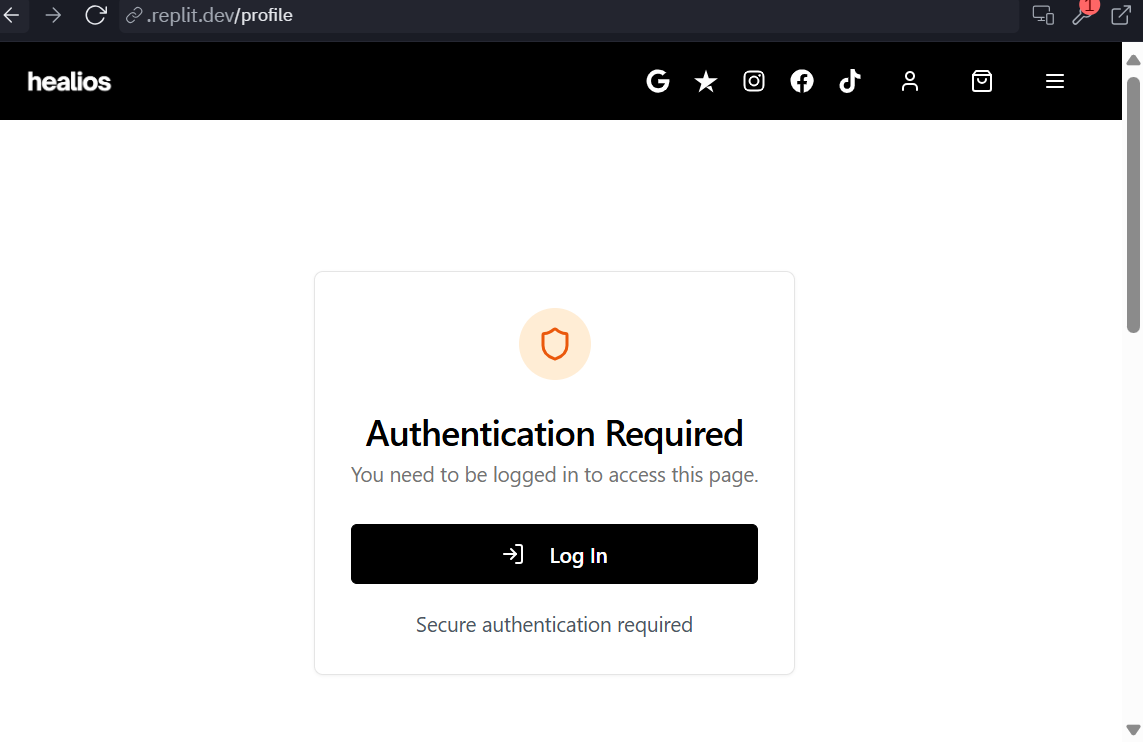 .replit.dev/profile
1
healios
Authentication Required
You need to be logged in to access this page.
Log In
Secure authentication required